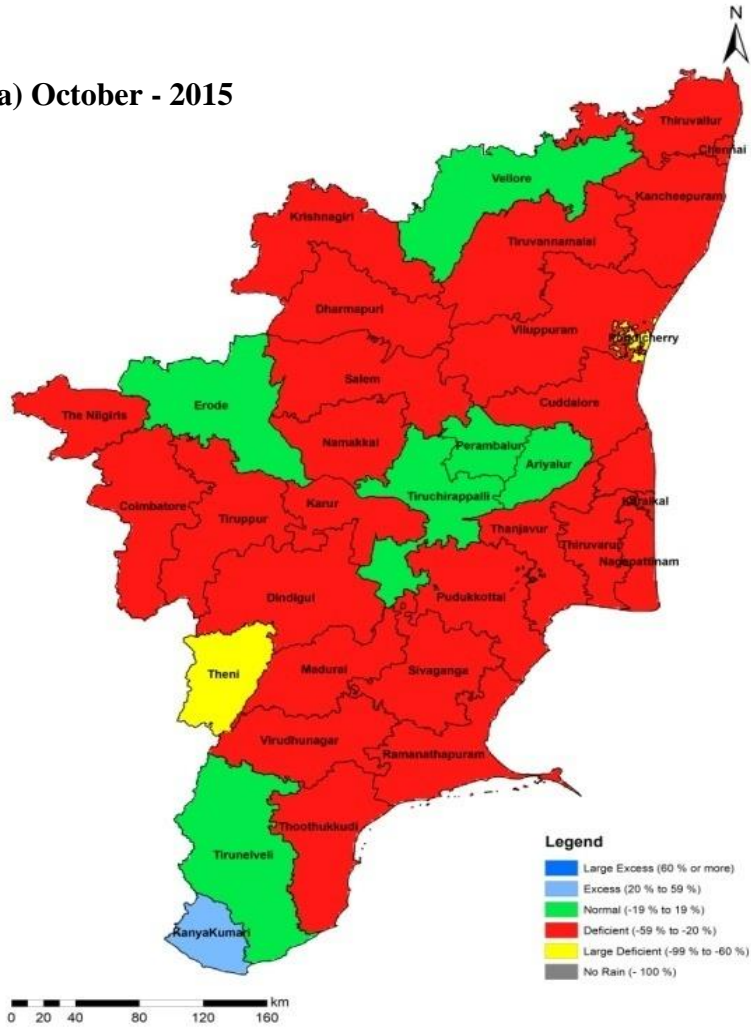 N
a) October - 2015
Thiruvallur
Chennai
Vellore
Kancheepuram
Krishnagiri
Tiruvannamalai
Dharmapuri
Viluppuram
Puducherry
Salem
Erode
Cuddalore
The Nilgiris
Namakkal
Perambalur
Ariyalur
Tiruchirappalli
Karaikal
Coimbatore
Karur
Tiruppur
Thanjavur
Thiruvarur
Nagapattinam
Dindigul
Pudukkottai
Theni
Madurai
Sivaganga
Virudhunagar
Ramanathapuram
Thoothukkudi
Tirunelveli
KanyaKumari
Legend
Large Excess (60 % or more)
Excess (20 % to 59 %)
Normal (-19 % to 19 %)
Deficient (-59 % to -20 %)
Large Deficient (-99 % to -60 %)
No Rain (- 100 %)
km
0 20 40 80 120 160